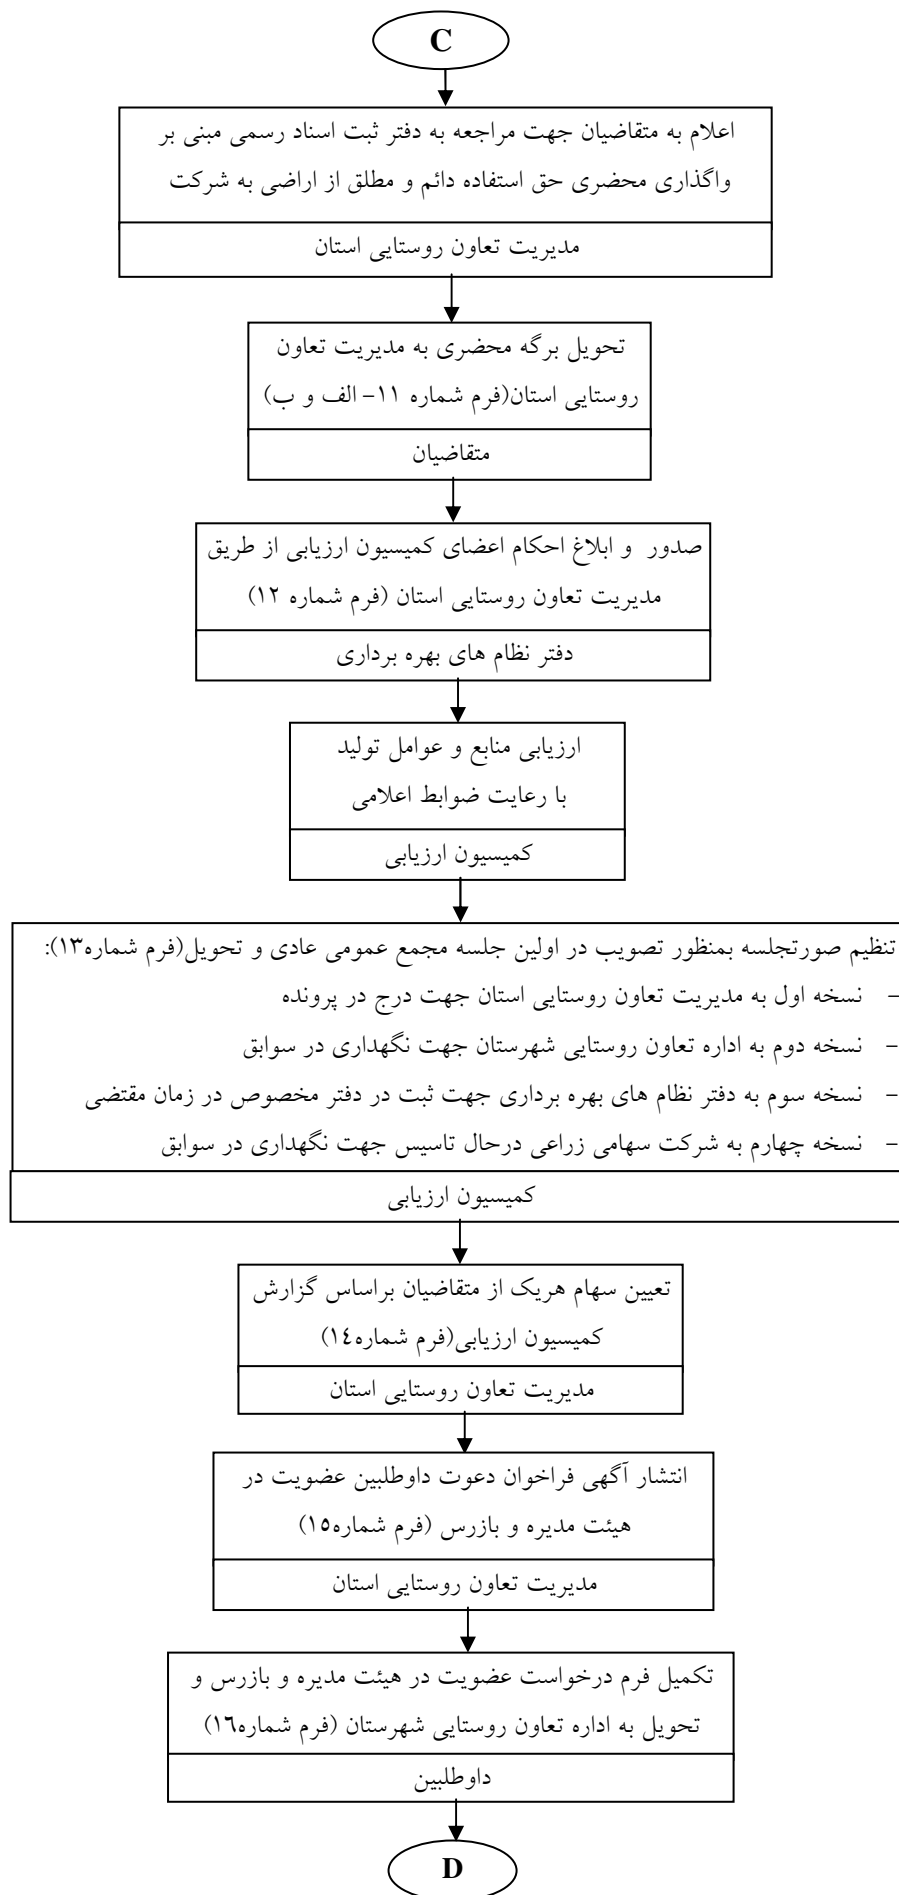 C
اعلام به متقاضیان جهت مراجعه به دفتر ثبت اسناد رسمی مبنی بر
واگذاری محضری حق استفاده دائم و مطلق از اراضی به شرکت
مدیریت تعاون روستایی استان
تحویل برگه محضری به مدیریت تعاون
روستایی استان(فرم شماره ۱۱- الف و ب)
متقاضیان
صدور و ابلاغ احکام اعضای کمیسیون ارزیابی از طریق
مدیریت تعاون روستایی استان (فرم شماره ۱۲)
دفتر نظام های بهره برداری
ارزیابی منابع و عوامل تولید
با رعایت ضوابط اعلامی
کمیسیون ارزیابی
تنظیم صورتجلسه بمنظور تصویب در اولین جلسه مجمع عمومی عادی و تحویل(فرم شماره۱۳):
- نسخه اول به مدیریت تعاون روستایی استان جهت درج در پرونده
- نسخه دوم به اداره تعاون روستایی شهرستان جهت نگهداری در سوابق
- نسخه سوم به دفتر نظام های بهره برداری جهت ثبت در دفتر مخصوص در زمان مقتضی
- نسخه چهارم به شرکت سهامی زراعی درحال تاسیس جهت نگهداری در سوابق
کمیسیون ارزیابی
تعیین سهام هریک از متقاضیان براساس گزارش
کمیسیون ارزیابی(فرم شماره١٤)
مدیریت تعاون روستایی استان
انتشار آگهی فراخوان دعوت داوطلبین عضویت در
هیئت مدیره و بازرس (فرم شماره١٥)
مدیریت تعاون روستایی استان
تکمیل فرم درخواست عضویت در هیئت مدیره و بازرس و
تحویل به اداره تعاون روستایی شهرستان (فرم شماره١٦)
داوطلبین
D